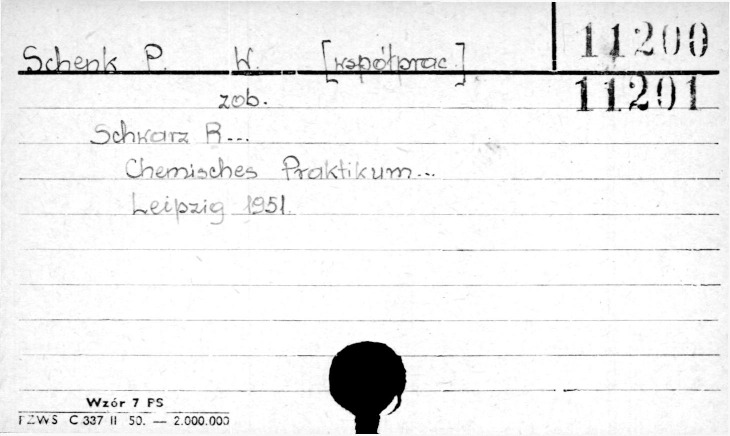 Schenk P. W. [współprac.] 11200
zob. 11201
Schwarz R...
Chemisches Praktikum...
Leipzig 1951.
Wzór 7 PS
PZWS C 337 II 50. — 2.000.000